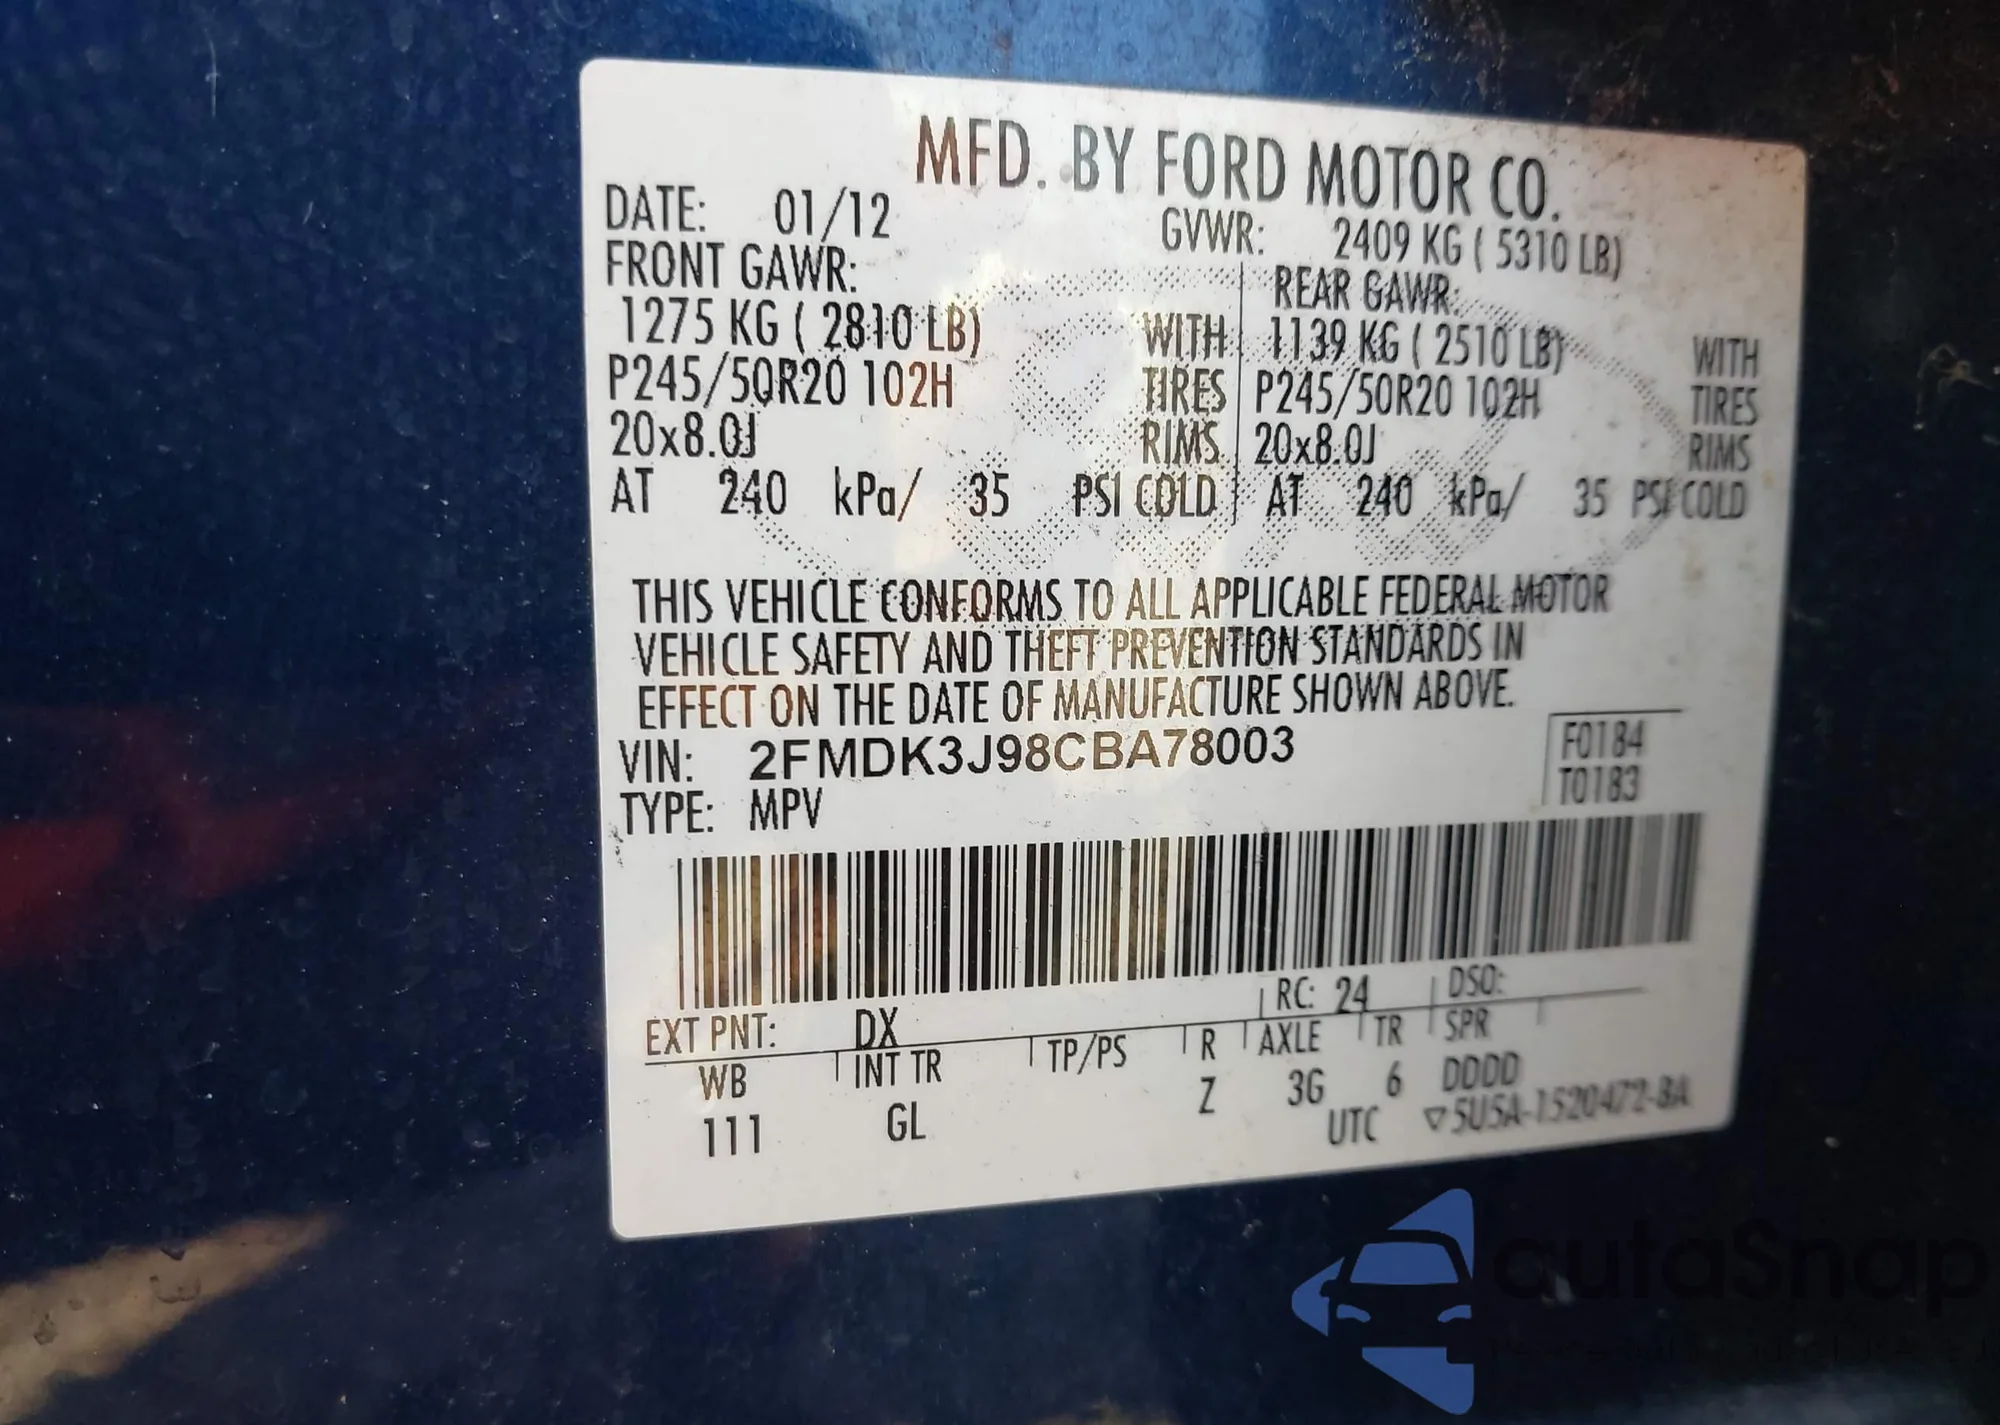 MFD. BY FORD MOTOR CO.
DATE: 01/12 GVWR: 2409 KG ( 5310 LB)
FRONT GAWR: REAR GAWR:
1275 KG ( 2810 LB) WITH 1139 KG ( 2510 LB) WITH
P245/50R20 102H TIRES P245/50R20 102H TIRES
20x8.0J RIMS 20x8.0J RIMS
AT 240 kPa/ 35 PSI COLD AT 240 kPa/ 35 PSI COLD
THIS VEHICLE CONFORMS TO ALL APPLICABLE FEDERAL MOTOR
VEHICLE SAFETY AND THEFT PREVENTION STANDARDS IN
EFFECT ON THE DATE OF MANUFACTURE SHOWN ABOVE.
VIN: 2FMDK3J98CBA78003 F0184
TYPE: MPV T0183
EXT PNT: DX RC: 24 DSO:
WB INT TR TP/PS R AXLE TR SPR
111 GL Z 3G 6 DDDD
UTC ▽5U5A-1520472-BA
autoSnap